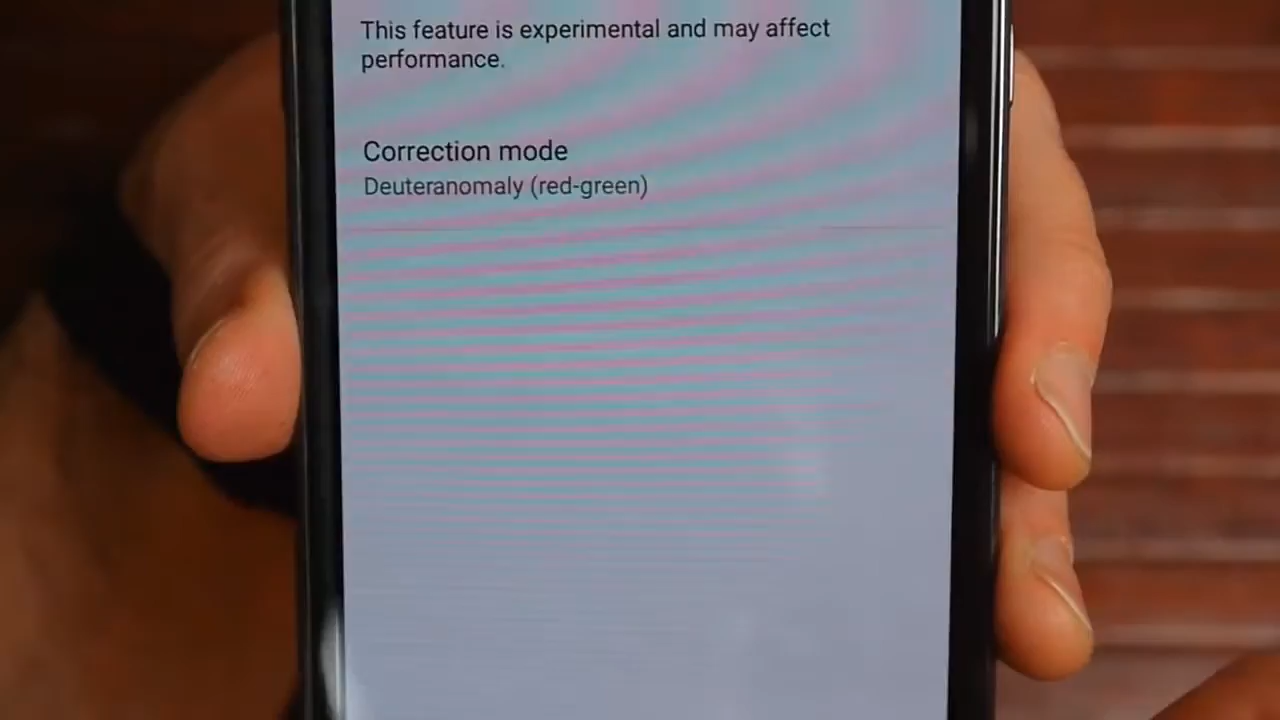 This feature is experimental and may affect
performance.
Correction mode
Deuteranomaly (red-green)